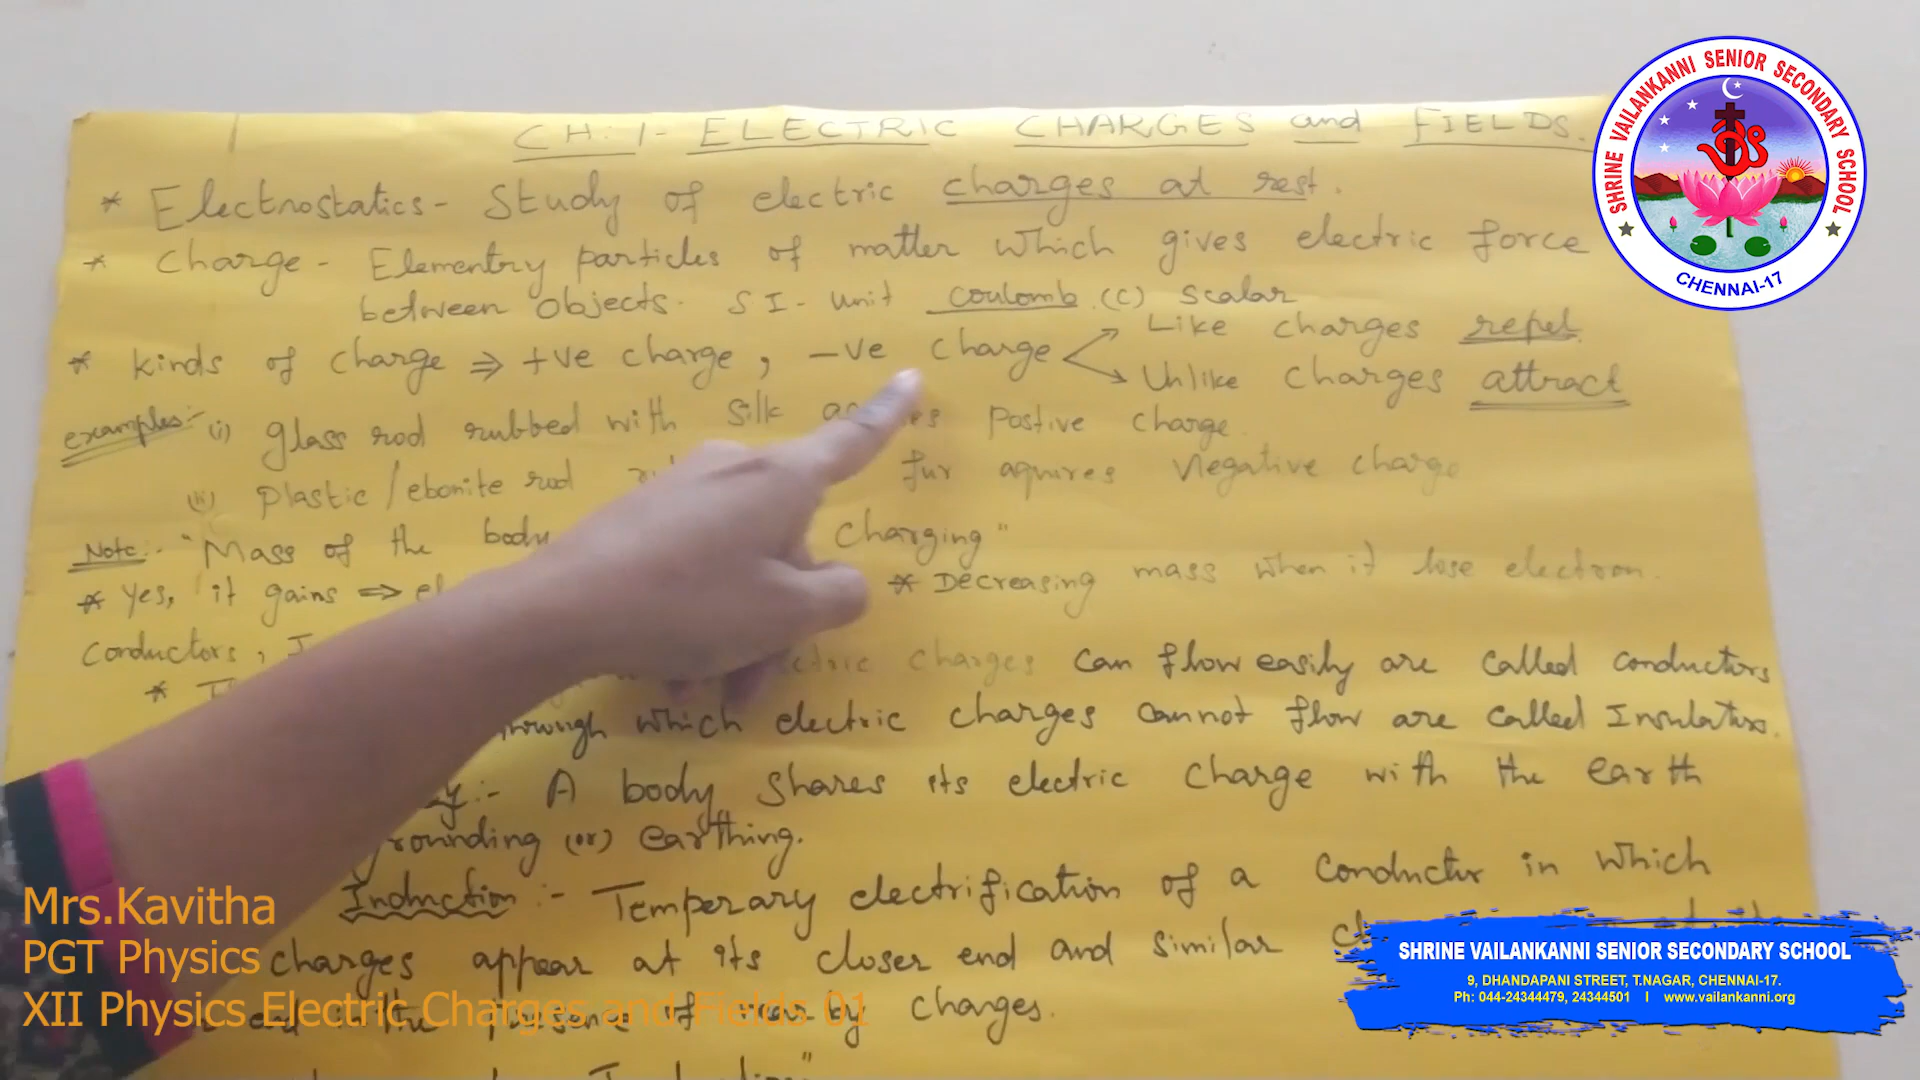 CH:1- ELECTRIC CHARGES and FIELDS.
* Electrostatics- Study of electric charges at rest.
* Charge - Elementry particles of matter which gives electric force
between objects. SI- unit coulomb (C) Scalar
* kinds of charge ⇒ +ve charge, -ve charge
Like charges repel
Unlike charges attract
examples:- (i) glass rod rubbed with Silk postive charge
(ii) Plastic/ebonite rod fur aquires Negative charge
Note:- "Mass of the body charging"
* Yes, it gains ⇒ * Decreasing mass when it lose electron.
Conductors, charges can flow easily are called conductors
through which electric charges cannot flow are called Insulators.
A body shares its electric charge with the earth
grounding (or) earthing.
Induction :- Temperary electrification of a conductor in which
charges appear at its closer end and similar
charges.
SHRINE VAILANKANNI SENIOR SECONDARY SCHOOL
CHENNAI-17
Mrs.Kavitha
PGT Physics
XII Physics Electric Charges and Fields 01
SHRINE VAILANKANNI SENIOR SECONDARY SCHOOL
9, DHANDAPANI STREET, T.NAGAR, CHENNAI-17.
Ph: 044-24344479, 24344501 I www.vailankanni.org